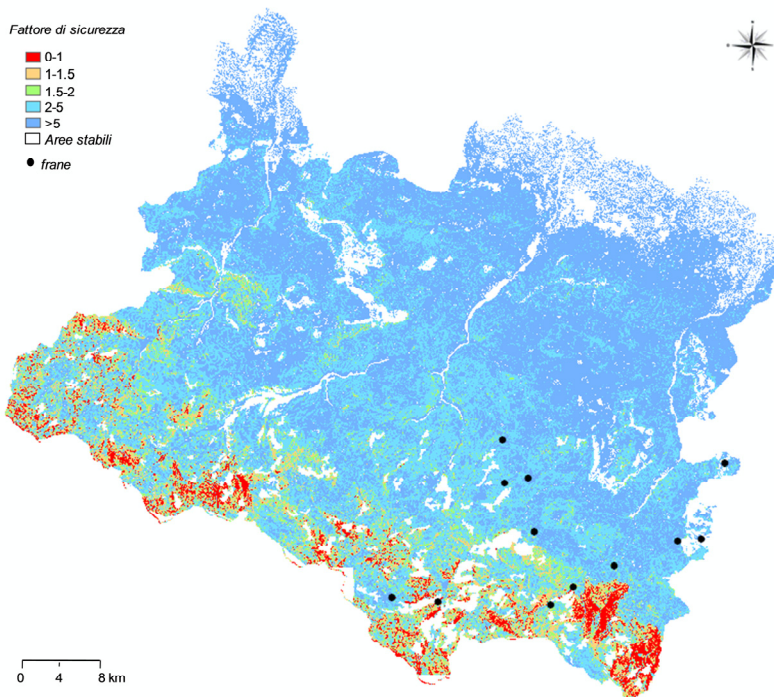 Fattore di sicurezza
0-1
1-1.5
1.5-2
2-5
>5
Aree stabili
frane
0 4 8 km